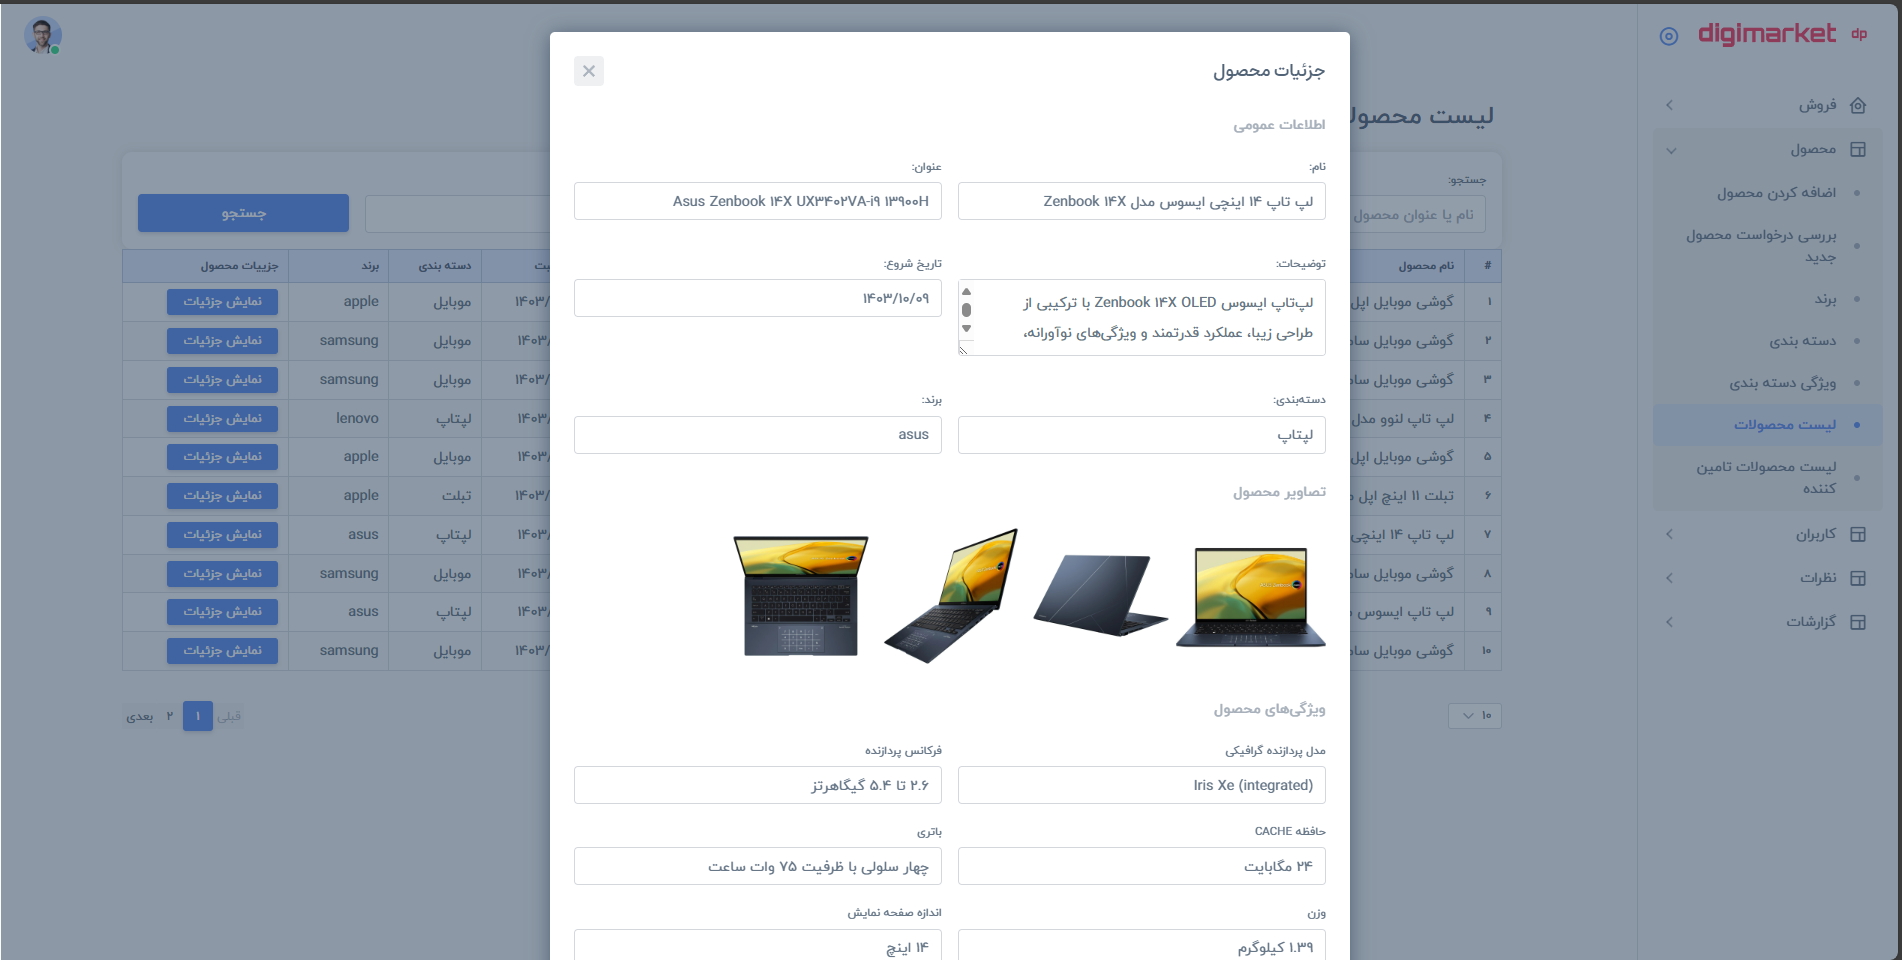 digimarket dp
فروش
محصول
اضافه کردن محصول
بررسی درخواست محصول
جدید
برند
دسته بندی
ویژگی دسته بندی
لیست محصولات
لیست محصولات تامین
کننده
کاربران
نظرات
گزارشات
لیست محصولا
جستجو:
نام یا عنوان محصول
جستجو
# نام محصول ثبت دسته بندی برند جزییات محصول
۱ گوشی موبایل اپل ۱۴۰۳/ موبایل apple نمایش جزئیات
۲ گوشی موبایل سام ۱۴۰۳/ موبایل samsung نمایش جزئیات
۳ گوشی موبایل سام ۱۴۰۳/ موبایل samsung نمایش جزئیات
۴ لپ تاپ لنوو مدل ۱۴۰۳/ لپتاپ lenovo نمایش جزئیات
۵ گوشی موبایل اپل ۱۴۰۳/ موبایل apple نمایش جزئیات
۶ تبلت ۱۱ اینچ اپل ۱۴۰۳/ تبلت apple نمایش جزئیات
۷ لپ تاپ ۱۴ اینچی ۱۴۰۳/ لپتاپ asus نمایش جزئیات
۸ گوشی موبایل سام ۱۴۰۳/ موبایل samsung نمایش جزئیات
۹ لپ تاپ ایسوس ۱۴۰۳/ لپتاپ asus نمایش جزئیات
۱۰ گوشی موبایل سام ۱۴۰۳/ موبایل samsung نمایش جزئیات
۱۰
قبلی ۱ ۲ بعدی
جزئیات محصول
اطلاعات عمومی
نام:
لپ تاپ ۱۴ اینچی ایسوس مدل Zenbook ۱۴X
عنوان:
Asus Zenbook ۱۴X UX۳۴۰۲VA-i۹ ۱۳۹۰۰H
توضیحات:
لپ‌تاپ ایسوس Zenbook ۱۴X OLED با ترکیبی از
طراحی زیبا، عملکرد قدرتمند و ویژگی‌های نوآورانه،
تاریخ شروع:
۱۴۰۳/۱۰/۰۹
دسته‌بندی:
لپتاپ
برند:
asus
تصاویر محصول
ویژگی‌های محصول
مدل پردازنده گرافیکی
Iris Xe (integrated)
فرکانس پردازنده
۲.۶ تا ۵.۴ گیگاهرتز
حافظه CACHE
۲۴ مگابایت
باتری
چهار سلولی با ظرفیت ۷۵ وات ساعت
وزن
۱.۳۹ کیلوگرم
اندازه صفحه نمایش
۱۴ اینچ